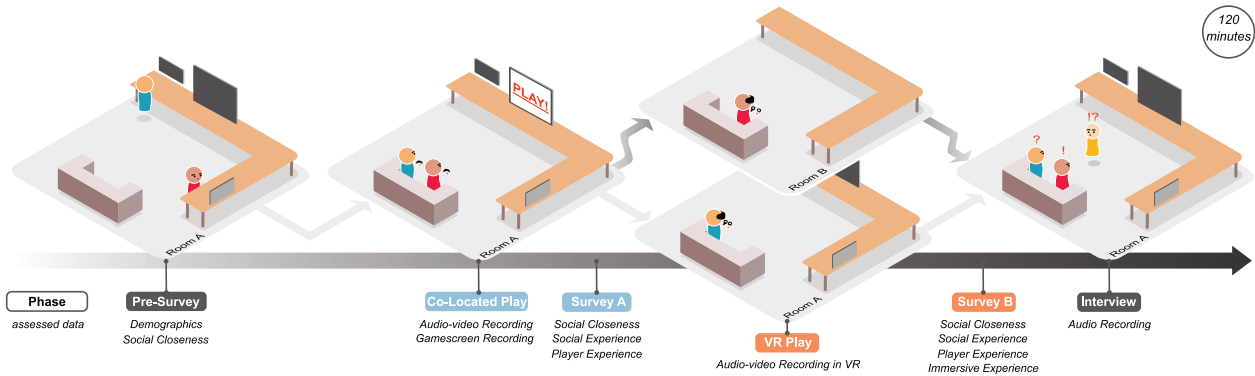 120
minutes
PLAY!
Room B
Room A
Room A
Room A
Room A
?
!
!?
Phase
assessed data
Pre-Survey
Demographics
Social Closeness
Co-Located Play
Audio-video Recording
Gamescreen Recording
Survey A
Social Closeness
Social Experience
Player Experience
VR Play
Audio-video Recording in VR
Survey B
Social Closeness
Social Experience
Player Experience
Immersive Experience
Interview
Audio Recording